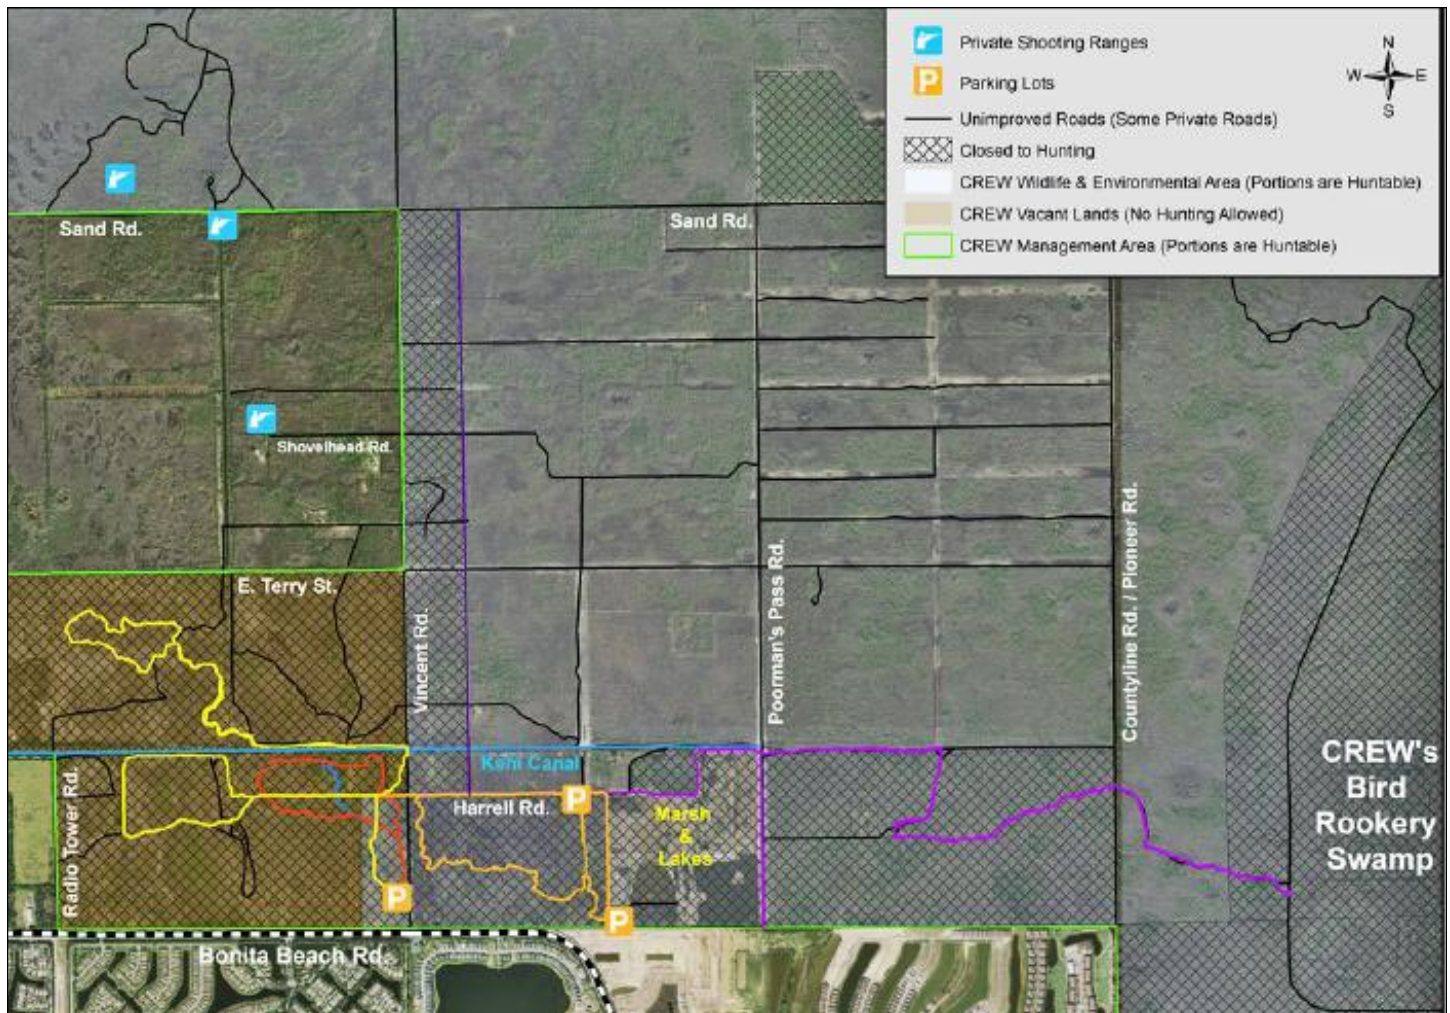 Private Shooting Ranges
P
Parking Lots
Unimproved Roads (Some Private Roads)
Closed to Hunting
CREW Wildlife & Environmental Area (Portions are Huntable)
CREW Vacant Lands (No Hunting Allowed)
CREW Management Area (Portions are Huntable)
N
W
E
S
Sand Rd.
Sand Rd.
Shovelhead Rd.
E. Terry St.
Vincent Rd.
Poorman's Pass Rd.
Countyline Rd. / Pioneer Rd.
Kehl Canal
Radio Tower Rd.
Harrell Rd.
P
Marsh
&
Lakes
CREW's
Bird
Rookery
Swamp
P
P
Bonita Beach Rd.